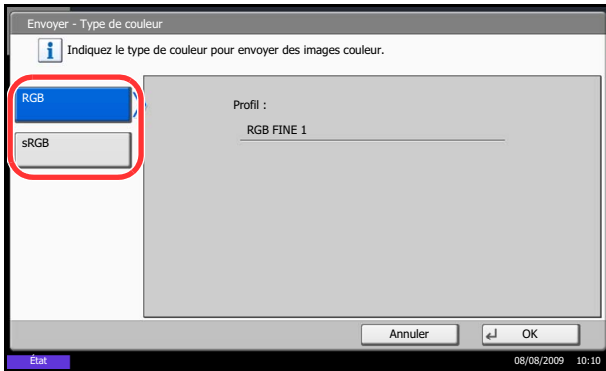 Envoyer - Type de couleur
Indiquez le type de couleur pour envoyer des images couleur.
RGB
sRGB
Profil :
RGB FINE 1
Annuler
OK
État
08/08/2009 10:10